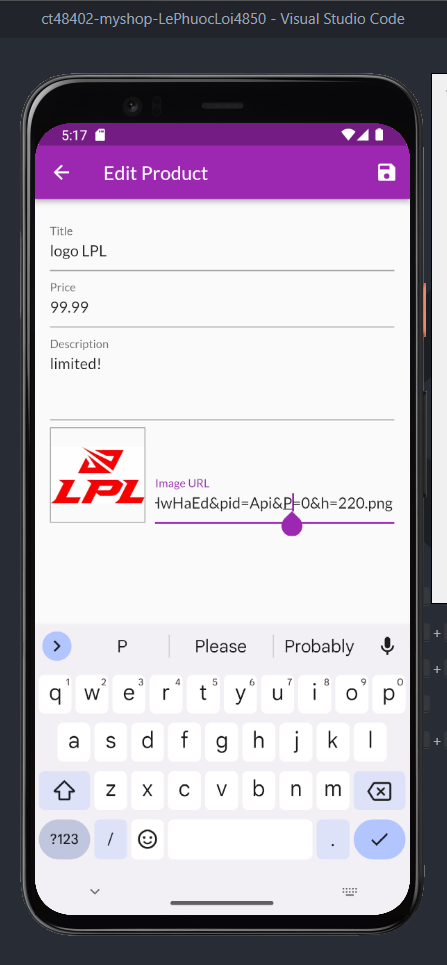 ct48402-myshop-LePhuocLoi4850 - Visual Studio Code
5:17
Edit Product
Title
logo LPL
Price
99.99
Description
limited!
LPL
Image URL
HwHaEd&pid=Api&P=0&h=220.png
P Please Probably
q1 w2 e3 r4 t5 y6 u7 i8 o9 p0
a s d f g h j k l
z x c v b n m
?123 / .